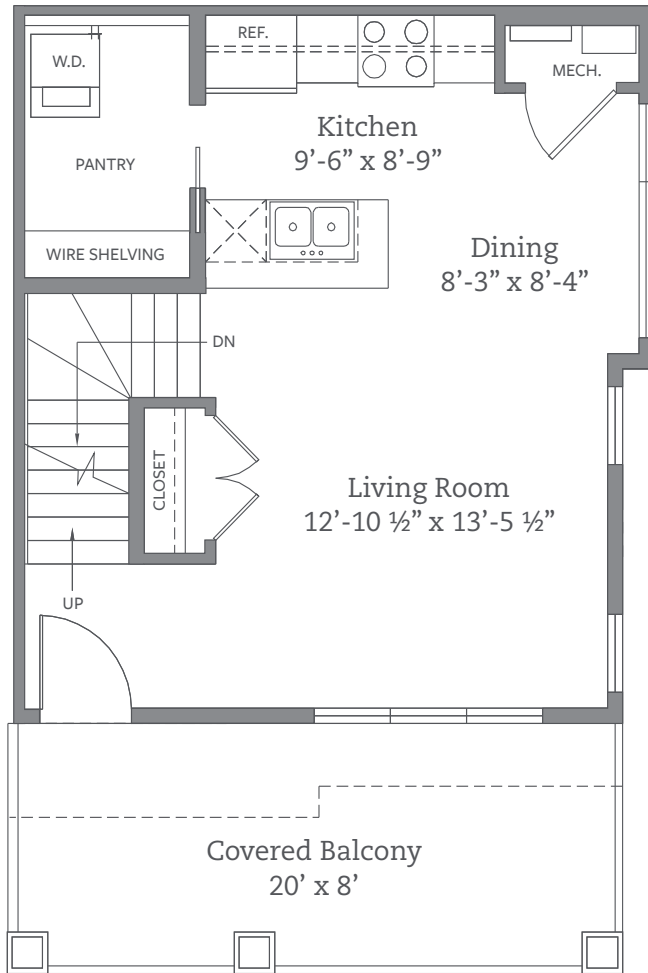 REF.
W.D.
MECH.
Kitchen
9’-6” x 8’-9”
PANTRY
Dining
8’-3” x 8’-4”
WIRE SHELVING
DN
CLOSET
Living Room
12’-10 ½” x 13’-5 ½”
UP
Covered Balcony
20’ x 8’